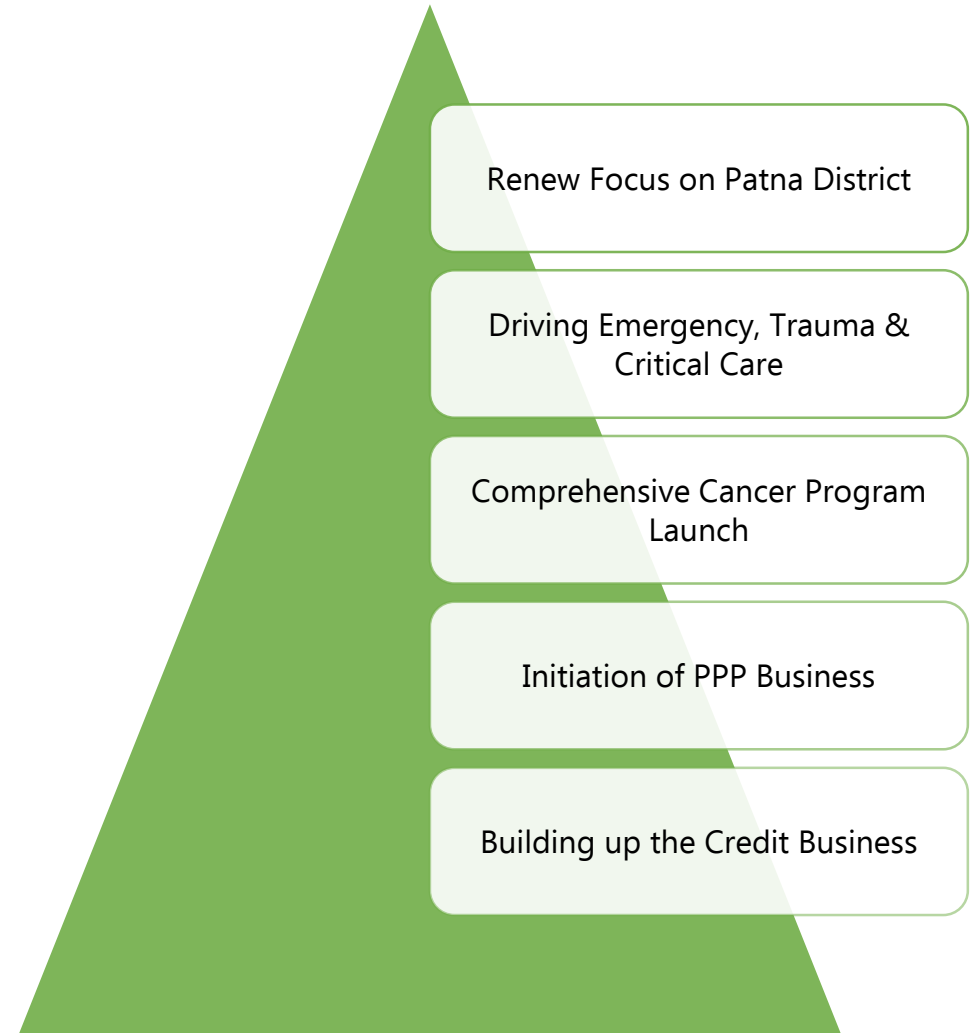 Renew Focus on Patna District
Driving Emergency, Trauma &
Critical Care
Comprehensive Cancer Program
Launch
Initiation of PPP Business
Building up the Credit Business